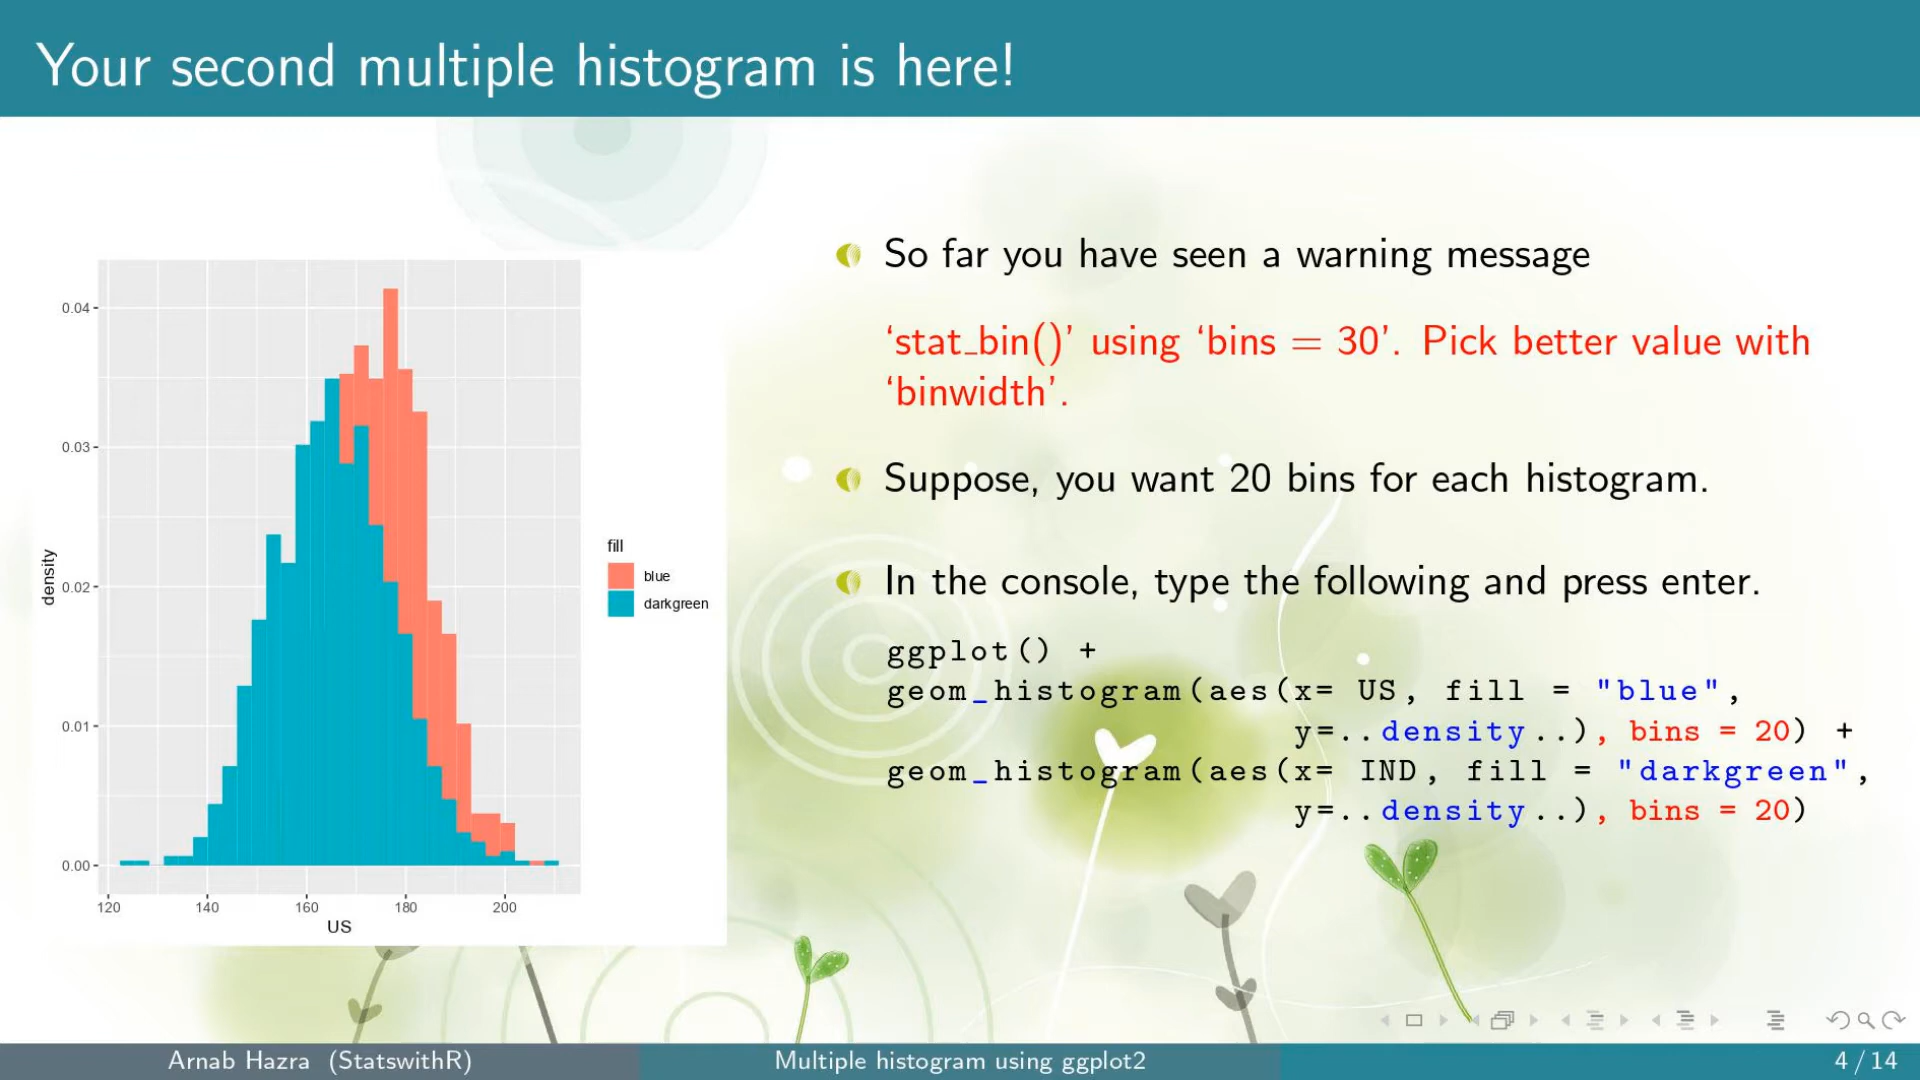 Your second multiple histogram is here!
0.04
0.03
0.02
0.01
0.00
density
120 140 160 180 200
US
fill
blue
darkgreen
So far you have seen a warning message
‘stat_bin()’ using ‘bins = 30’. Pick better value with
‘binwidth’.
Suppose, you want 20 bins for each histogram.
In the console, type the following and press enter.
ggplot() +
geom_histogram(aes(x= US, fill = "blue",
y=..density..), bins = 20) +
geom_histogram(aes(x= IND, fill = "darkgreen",
y=..density..), bins = 20)
Arnab Hazra (StatswithR)
Multiple histogram using ggplot2
4 / 14